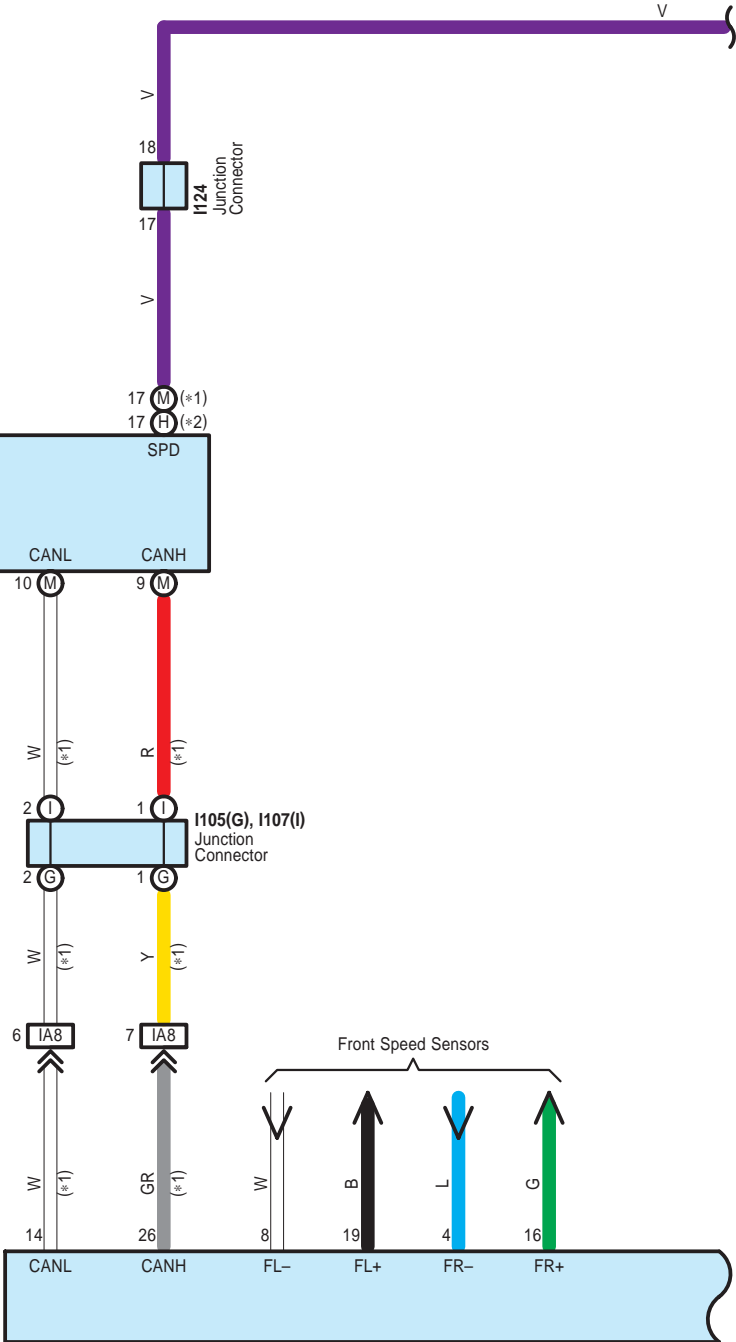 V
V
18
I124
Junction
Connector
17
V
17 M (*1)
17 H (*2)
SPD
CANL CANH
10 M 9 M
W (*1) R (*1)
2 I 1 I
I105(G), I107(I)
Junction
Connector
2 G 1 G
W (*1) Y (*1)
6 IA8 7 IA8
Front Speed Sensors
W (*1) GR (*1) W B L G
14 26 8 19 4 16
CANL CANH FL– FL+ FR– FR+